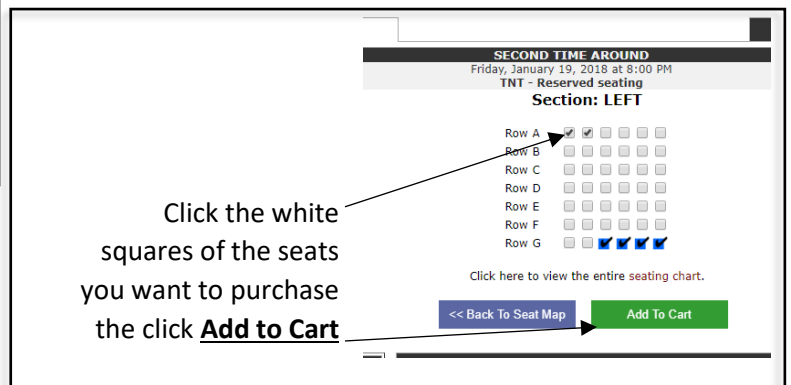 SECOND TIME AROUND
Friday, January 19, 2018 at 8:00 PM
TNT - Reserved seating
Section: LEFT
Row A
Row B
Row C
Row D
Row E
Row F
Row G
Click the white
squares of the seats
you want to purchase
the click Add to Cart
Click here to view the entire seating chart.
<< Back To Seat Map
Add To Cart